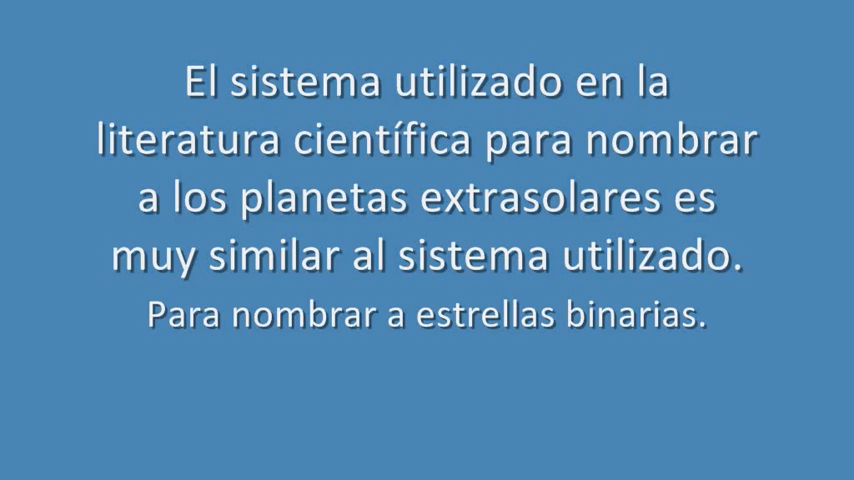 El sistema utilizado en la
literatura científica para nombrar
a los planetas extrasolares es
muy similar al sistema utilizado.
Para nombrar a estrellas binarias.